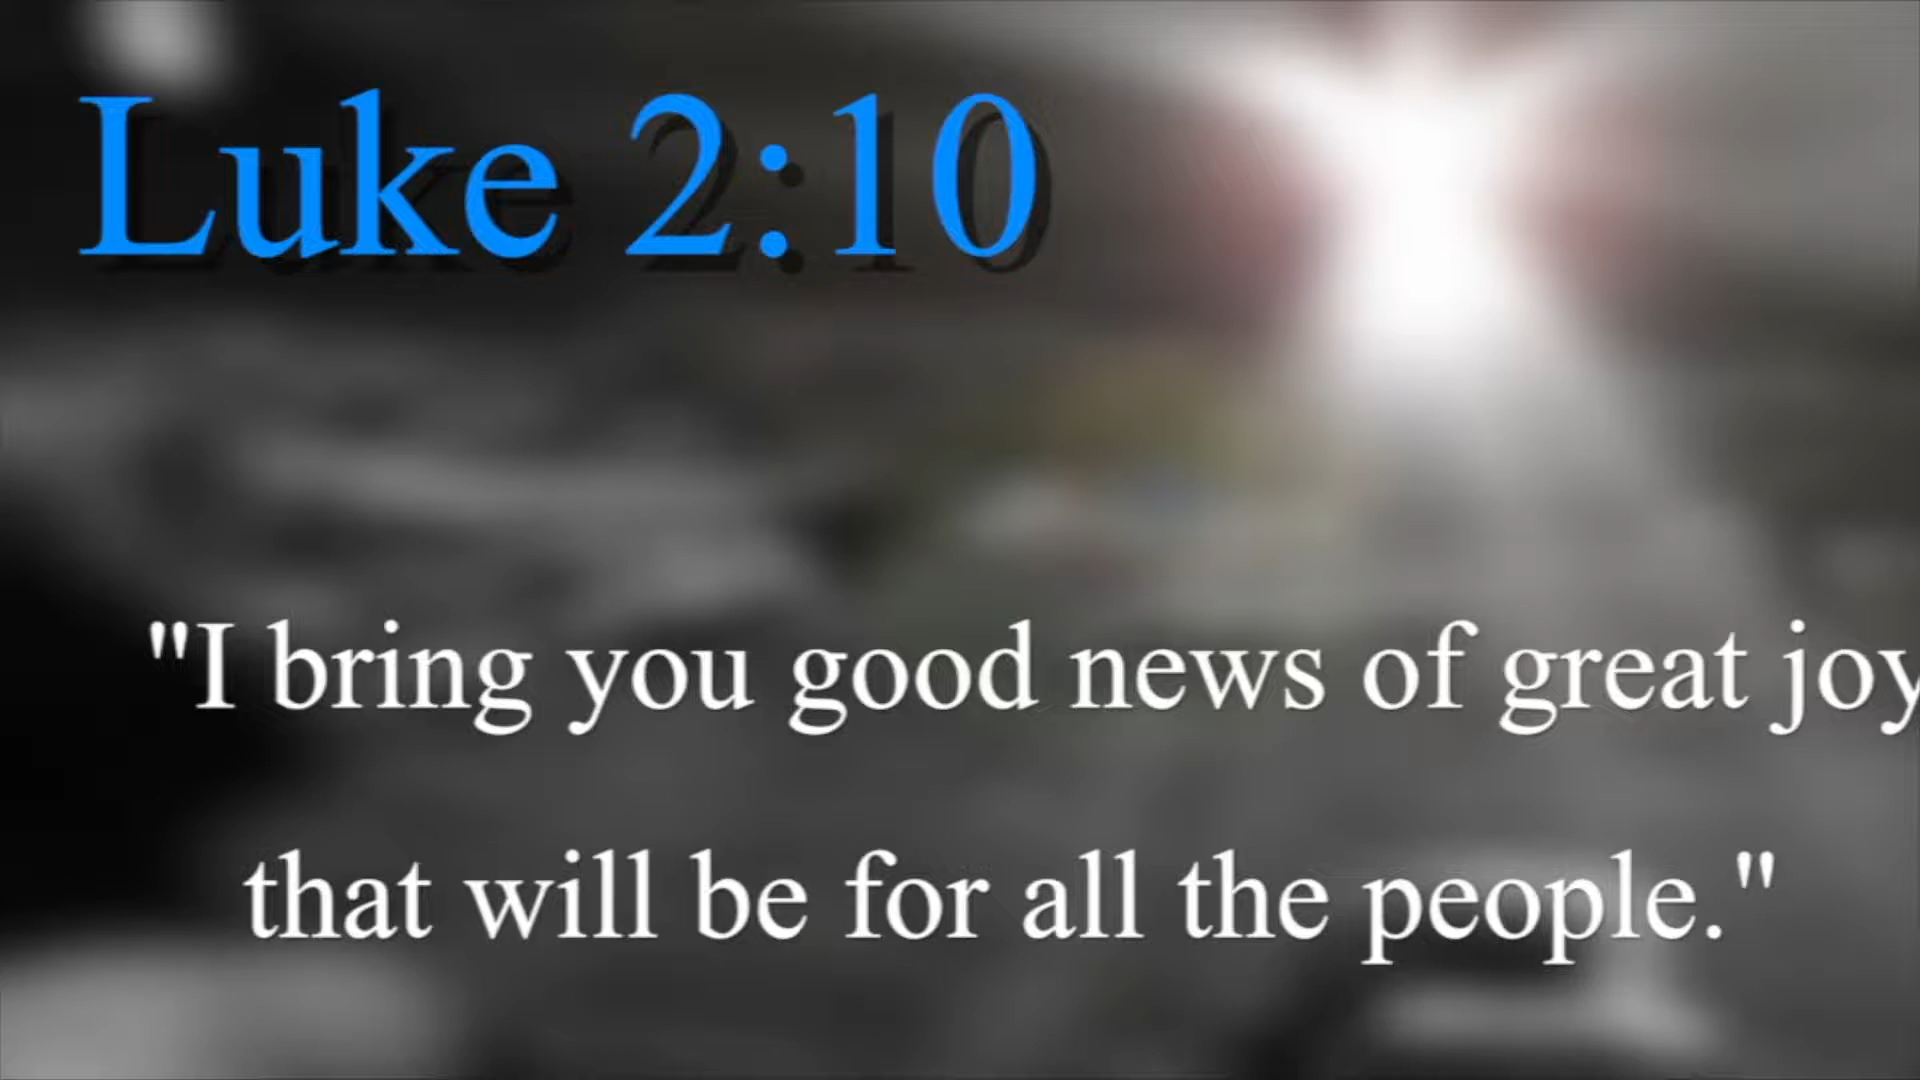 Luke 2:10
"I bring you good news of great joy
that will be for all the people."